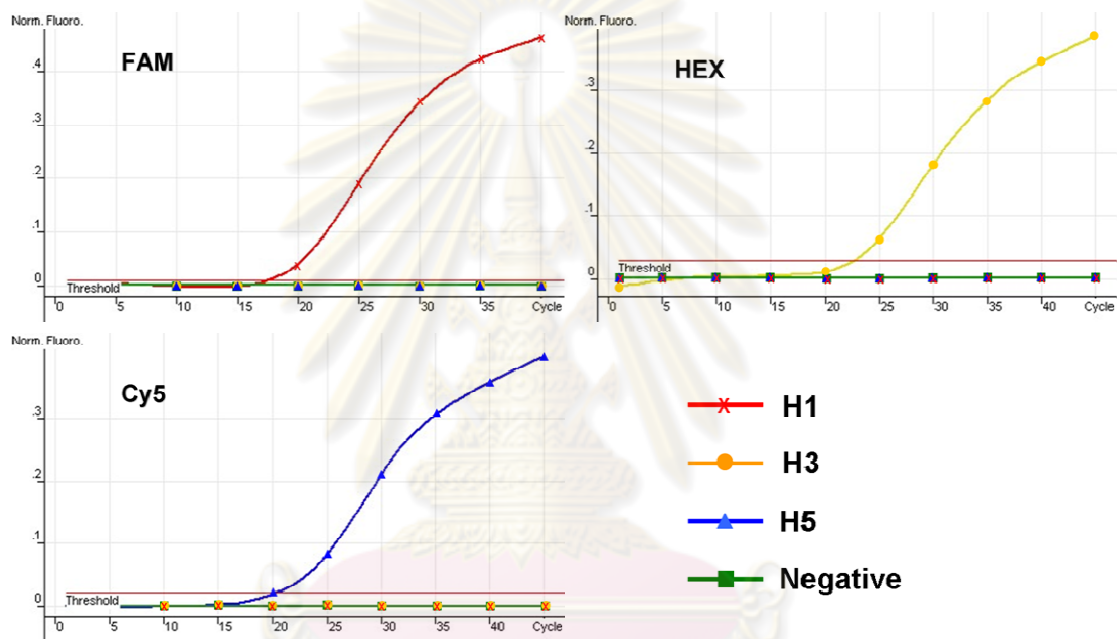 Norm. Fluoro.
FAM
.4
.3
.2
.1
0
Threshold
0 5 10 15 20 25 30 35 Cycle
Norm. Fluoro.
HEX
.3
.2
.1
0
Threshold
0 5 10 15 20 25 30 35 40 Cycle
Norm. Fluoro.
Cy5
.3
.2
.1
0
Threshold
0 5 10 15 20 25 30 35 40 Cycle
H1
H3
H5
Negative